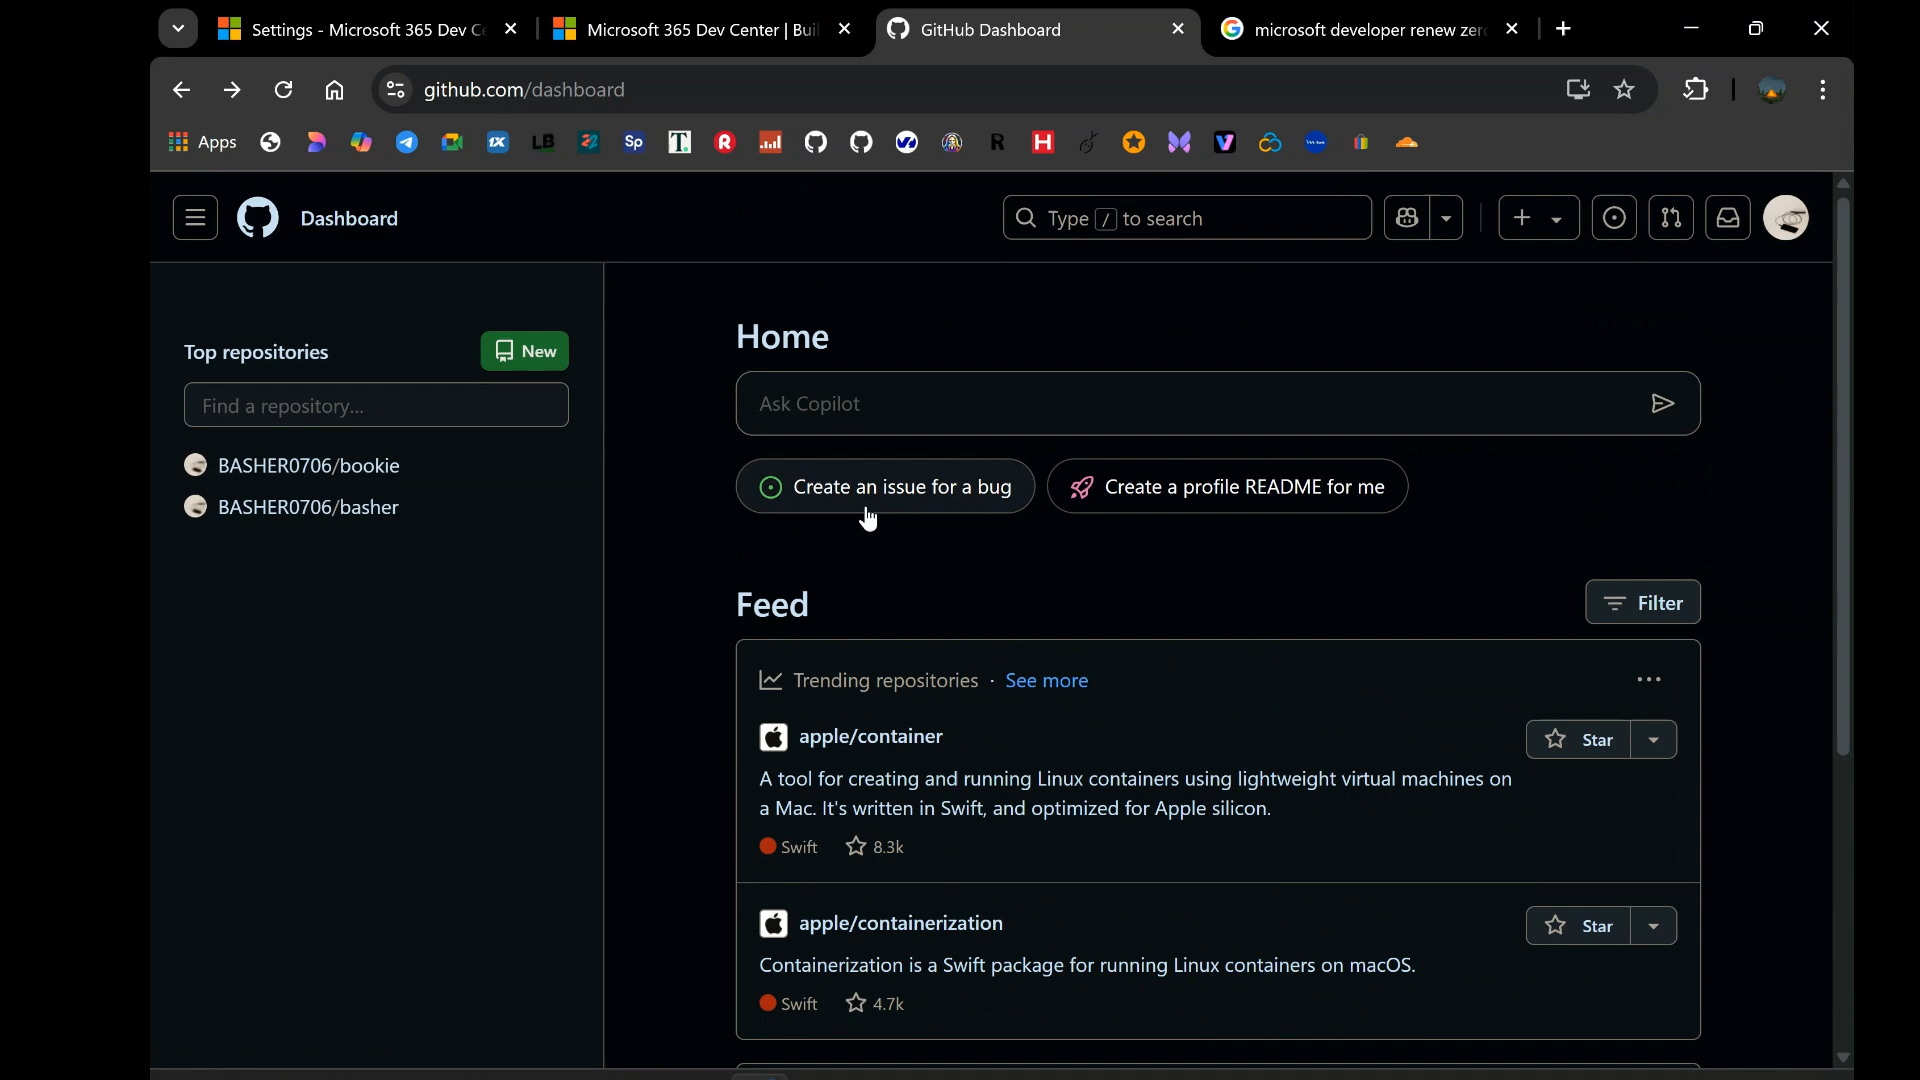 Settings - Microsoft 365 Dev Ce
Microsoft 365 Dev Center | Buil
GitHub Dashboard
microsoft developer renew zero
github.com/dashboard
Apps
1X
LB
Sp
T.
R
R
H
V
Dashboard
Type / to search
Top repositories
New
Find a repository...
BASHER0706/bookie
BASHER0706/basher
Home
Ask Copilot
Create an issue for a bug
Create a profile README for me
Feed
Filter
Trending repositories · See more
apple/container
Star
A tool for creating and running Linux containers using lightweight virtual machines on
a Mac. It's written in Swift, and optimized for Apple silicon.
Swift 8.3k
apple/containerization
Star
Containerization is a Swift package for running Linux containers on macOS.
Swift 4.7k